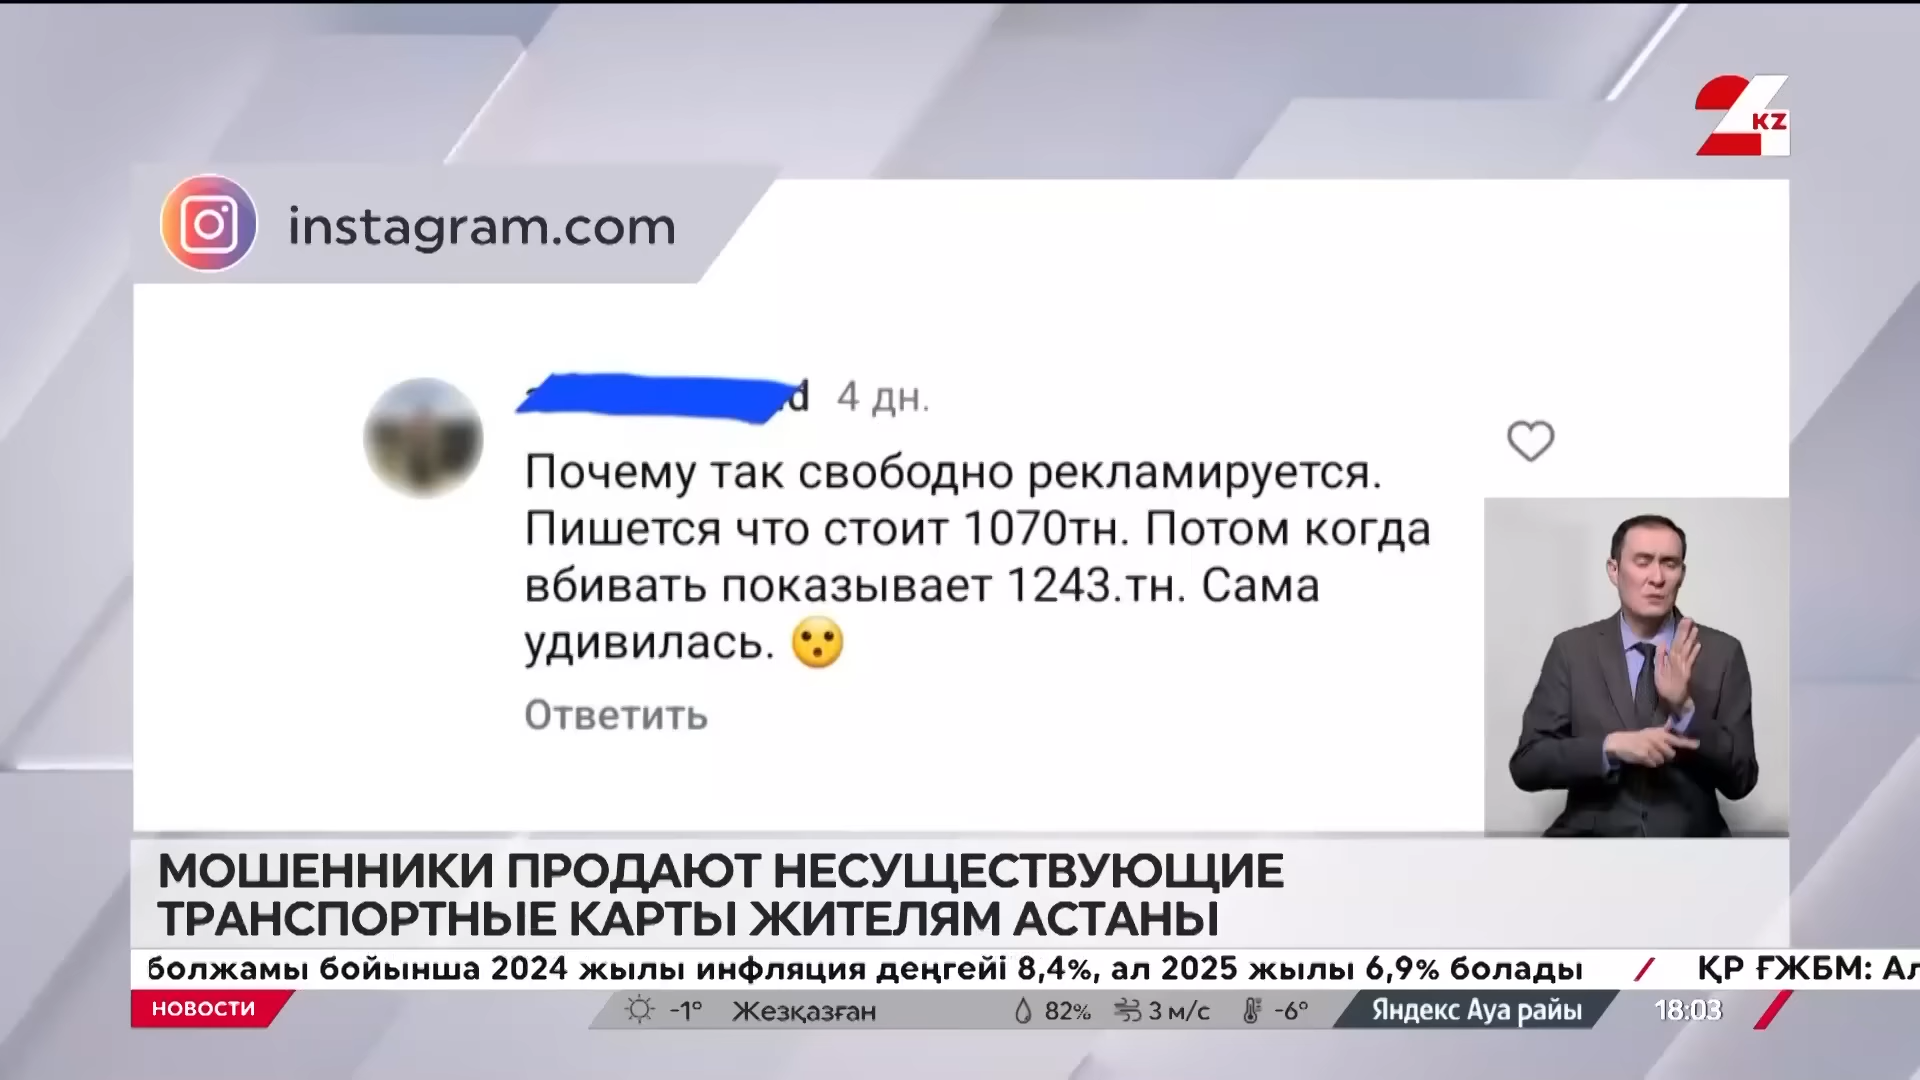 24 KZ
instagram.com
4 дн.
Почему так свободно рекламируется.
Пишется что стоит 1070тн. Потом когда
вбивать показывает 1243.тн. Сама
удивилась. 😮
Ответить
МОШЕННИКИ ПРОДАЮТ НЕСУЩЕСТВУЮЩИЕ
ТРАНСПОРТНЫЕ КАРТЫ ЖИТЕЛЯМ АСТАНЫ
болжамы бойынша 2024 жылы инфляция деңгейі 8,4%, ал 2025 жылы 6,9% болады / ҚР ҒЖБМ: Ал
НОВОСТИ -1° Жезқазған 82% 3 м/с -6° Яндекс Ауа райы 18:03